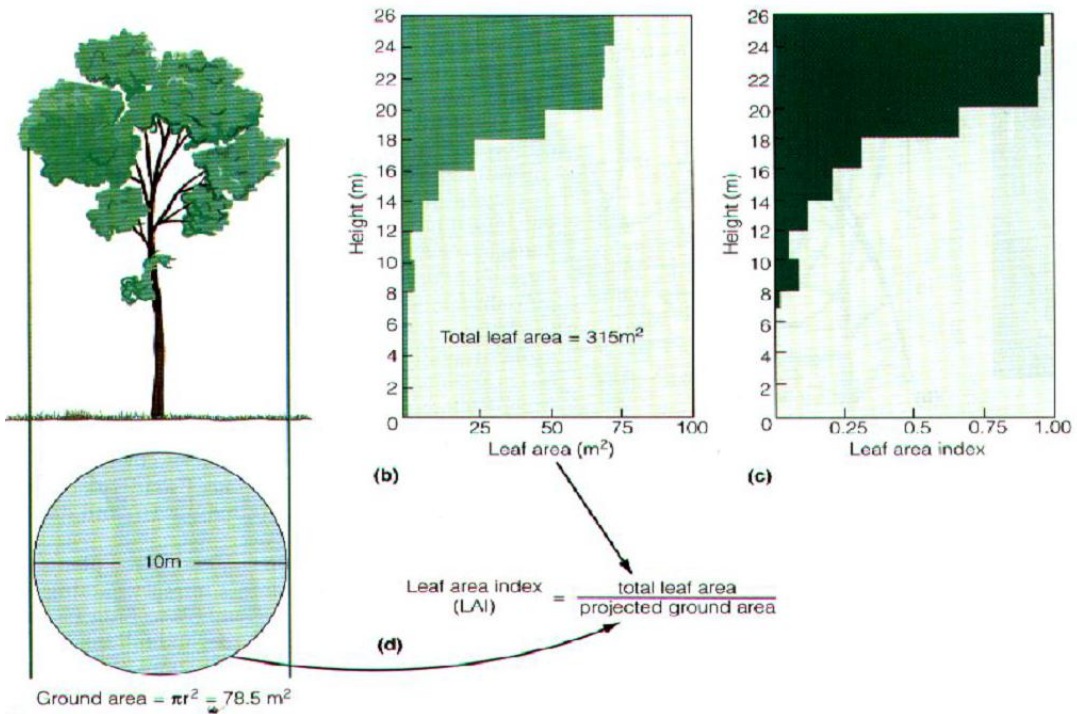 26
24
22
20
18
16
14
12
10
8
6
4
2
0
Height (m)
Total leaf area = 315m²
25
50
75
100
Leaf area (m²)
(b)
26
24
22
20
18
16
14
12
10
8
6
4
2
0
Height (m)
0.25
0.50
0.75
1.00
Leaf area index
(c)
10m
Ground area = πr² = 78.5 m²
Leaf area index
(LAI)
=
total leaf area
projected ground area
(d)